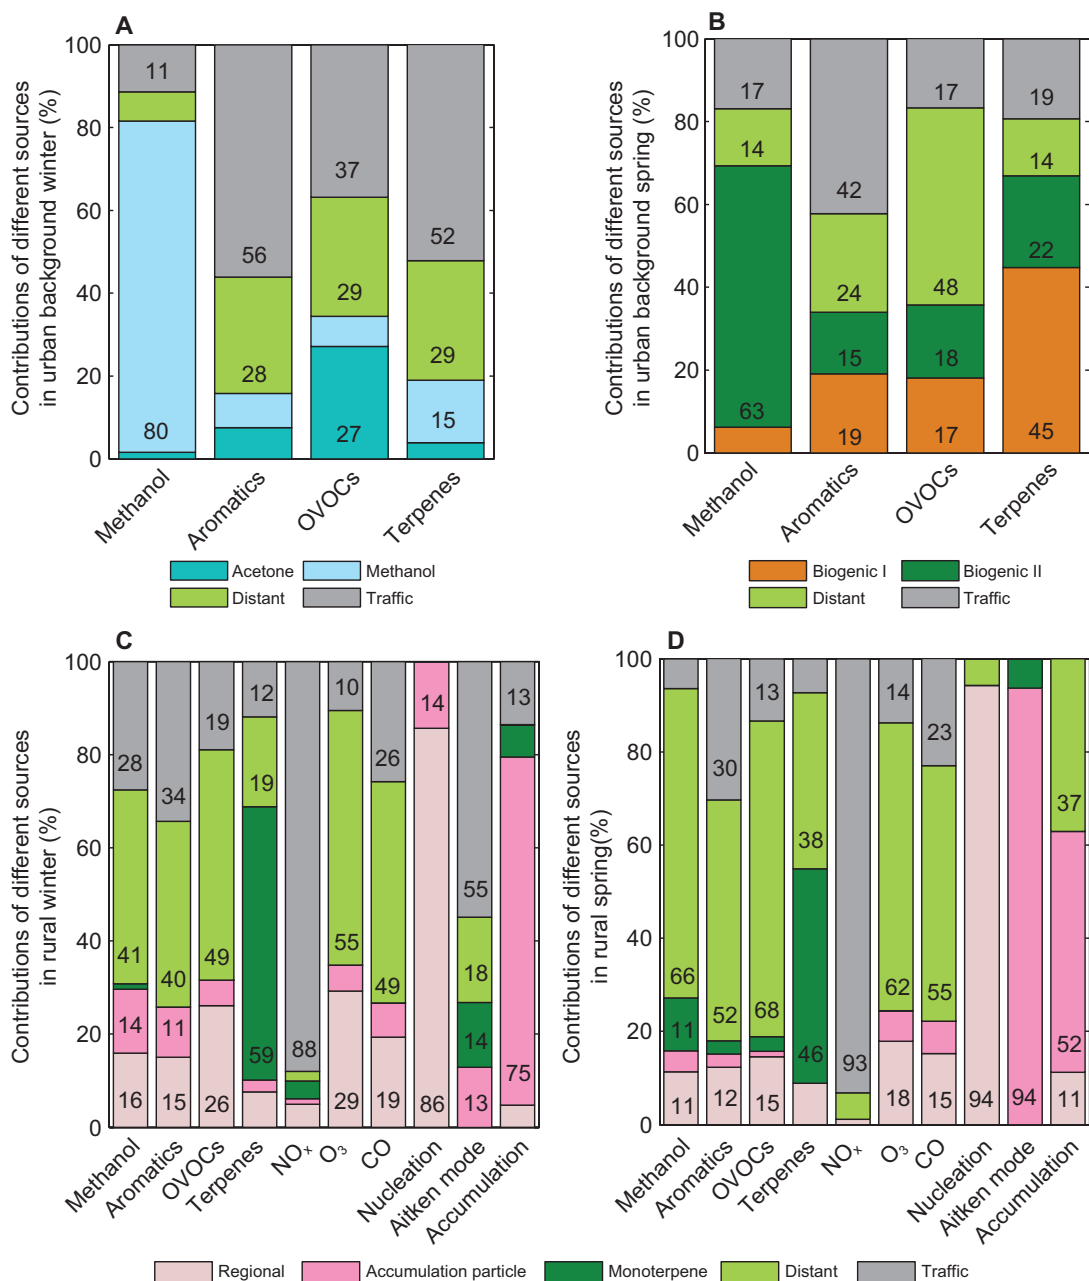 A
Contributions of different sources
in urban background winter (%)
100
80
60
40
20
0
11
80
56
28
37
29
27
52
29
15
Methanol
Aromatics
OVOCs
Terpenes
Acetone
Methanol
Distant
Traffic
B
Contributions of different sources
in urban background spring (%)
100
80
60
40
20
0
17
14
63
42
24
15
19
17
48
18
17
19
14
22
45
Methanol
Aromatics
OVOCs
Terpenes
Biogenic I
Biogenic II
Distant
Traffic
C
Contributions of different sources
in rural winter (%)
100
80
60
40
20
0
28
41
14
16
34
40
11
15
19
49
26
12
19
59
88
10
55
29
26
49
19
14
86
55
18
14
13
13
75
Methanol
Aromatics
OVOCs
Terpenes
NOx
O3
CO
Nucleation
Aitken mode
Accumulation
D
Contributions of different sources
in rural spring(%)
100
80
60
40
20
0
66
11
11
30
52
12
13
68
15
38
46
93
14
62
18
23
55
15
94
94
37
52
11
Methanol
Aromatics
OVOCs
Terpenes
NOx
O3
CO
Nucleation
Aitken mode
Accumulation
Regional
Accumulation particle
Monoterpene
Distant
Traffic